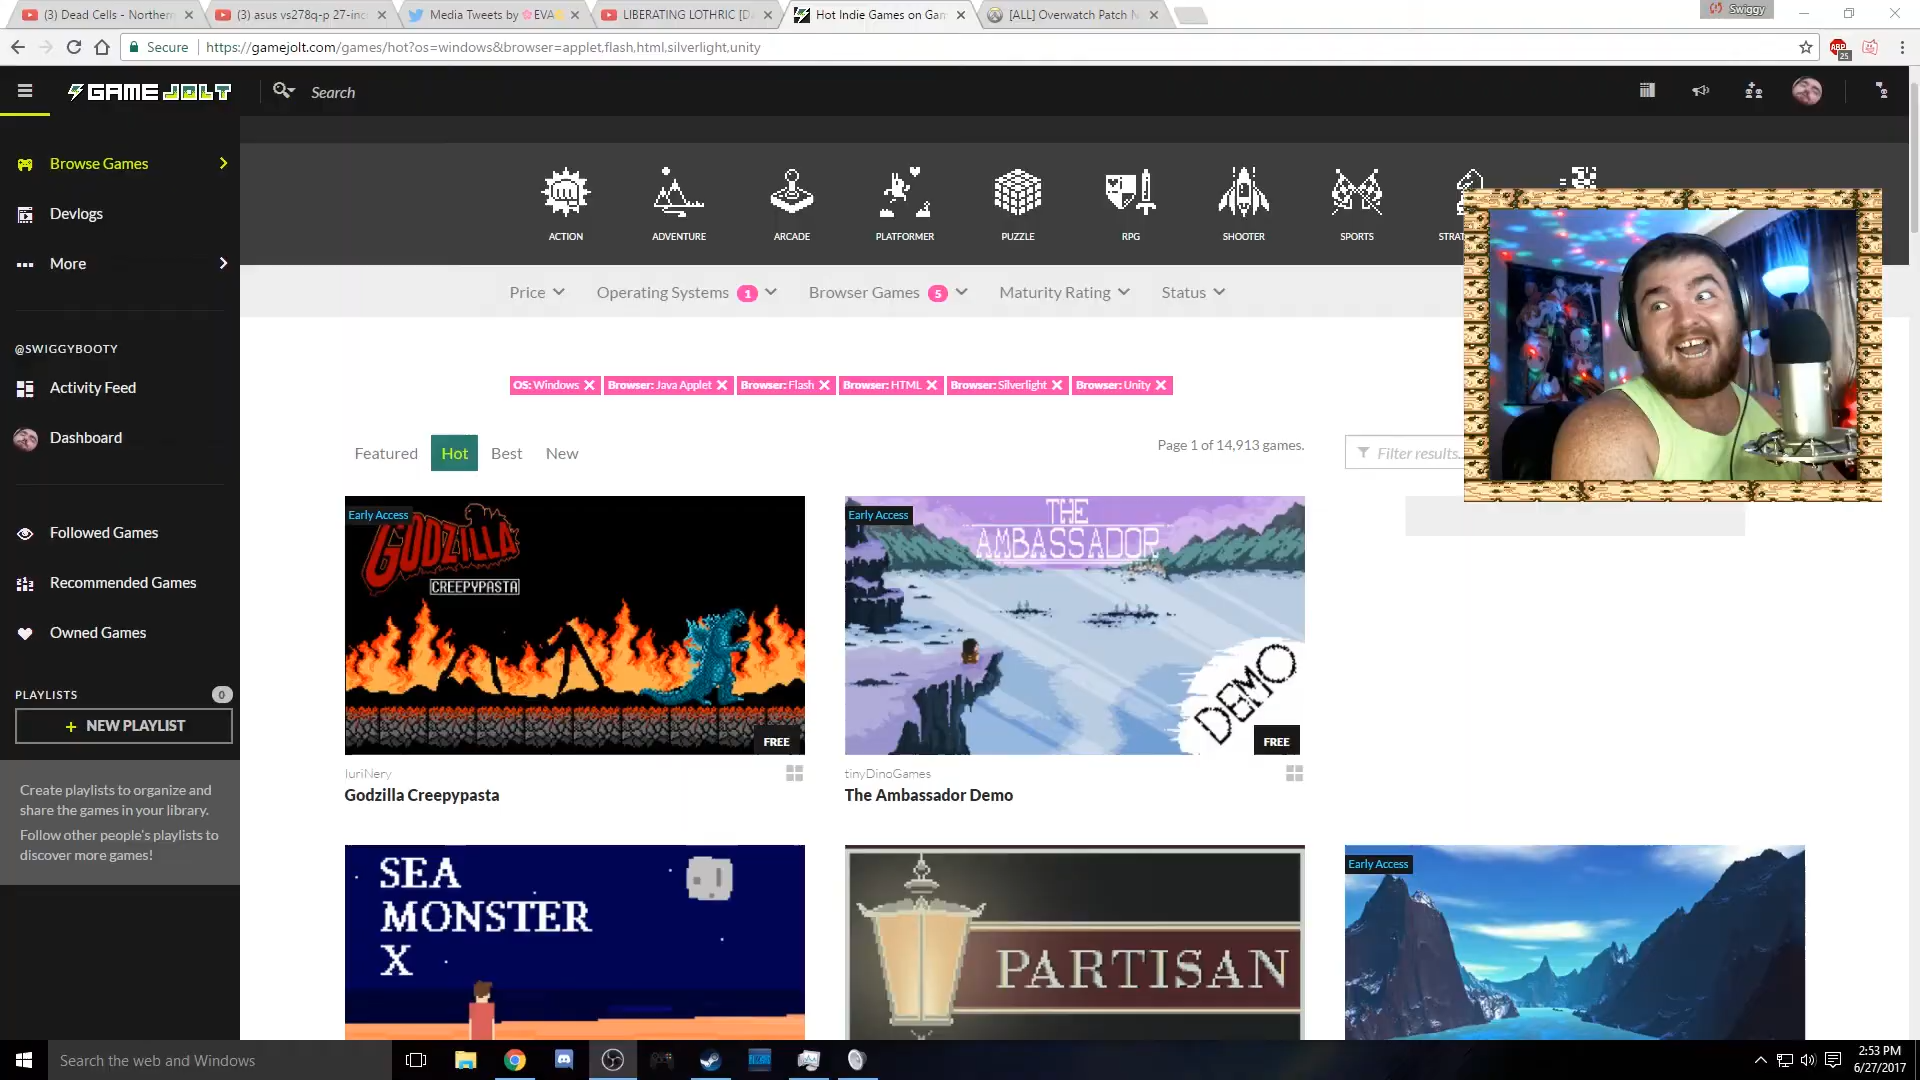 (3) Dead Cells - Northern
(3) asus vs278q-p 27-inc
Media Tweets by 🌸EVA
LIBERATING LOTHRIC [Da
Hot Indie Games on Gam
[ALL] Overwatch Patch N
Swiggy
Secure
https://gamejolt.com/games/hot?os=windows&browser=applet,flash,html,silverlight,unity
ABP
25
GAME JOLT
Search
Browse Games
Devlogs
More
@SWIGGYBOOTY
Activity Feed
Dashboard
Followed Games
Recommended Games
Owned Games
PLAYLISTS 0
+ NEW PLAYLIST
Create playlists to organize and
share the games in your library.
Follow other people's playlists to
discover more games!
ACTION ADVENTURE ARCADE PLATFORMER PUZZLE RPG SHOOTER SPORTS
Price Operating Systems 1 Browser Games 5 Maturity Rating Status
OS: Windows Browser: Java Applet Browser: Flash Browser: HTML Browser: Silverlight Browser: Unity
Featured Hot Best New
Page 1 of 14,913 games.
Filter results...
Early Access
GODZILLA
CREEPYPASTA
FREE
IuriNery
Godzilla Creepypasta
Early Access
THE
AMBASSADOR
DEMO
FREE
tinyDinoGames
The Ambassador Demo
SEA
MONSTER
X
PARTISAN
Early Access
Search the web and Windows
2:53 PM
6/27/2017